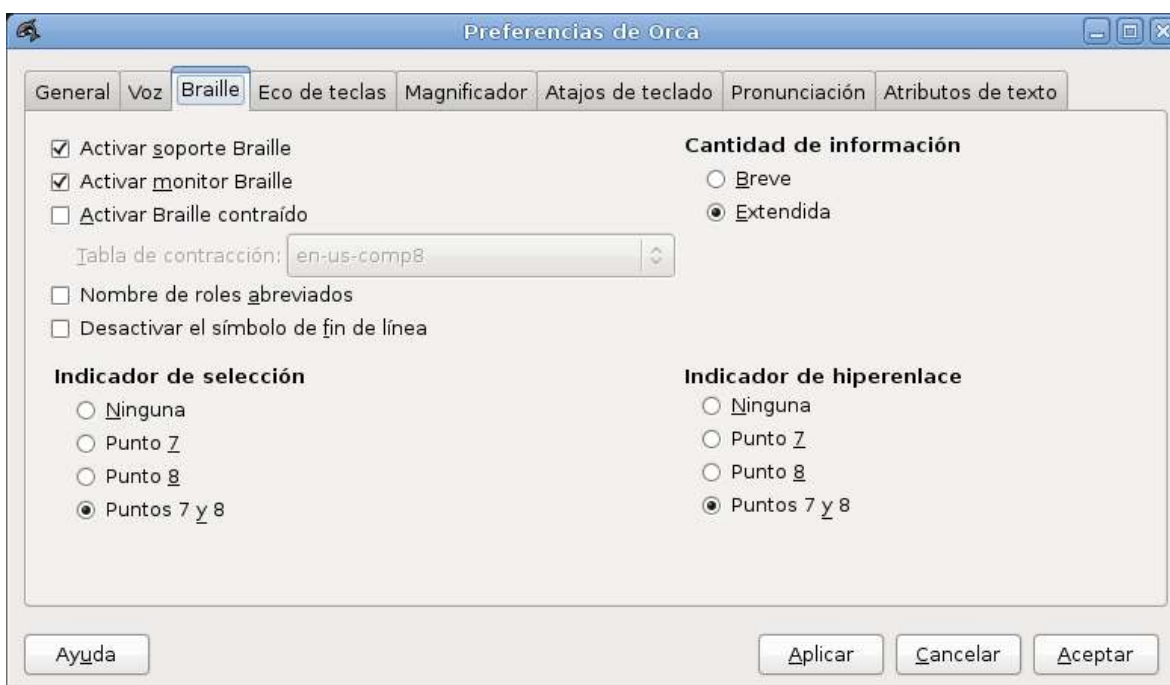 Preferencias de Orca
General Voz Braille Eco de teclas Magnificador Atajos de teclado Pronunciación Atributos de texto
Activar soporte Braille
Activar monitor Braille
Activar Braille contraído
Tabla de contracción: en-us-comp8
Nombre de roles abreviados
Desactivar el símbolo de fin de línea
Cantidad de información
Breve
Extendida
Indicador de selección
Ninguna
Punto 7
Punto 8
Puntos 7 y 8
Indicador de hiperenlace
Ninguna
Punto 7
Punto 8
Puntos 7 y 8
Ayuda Aplicar Cancelar Aceptar